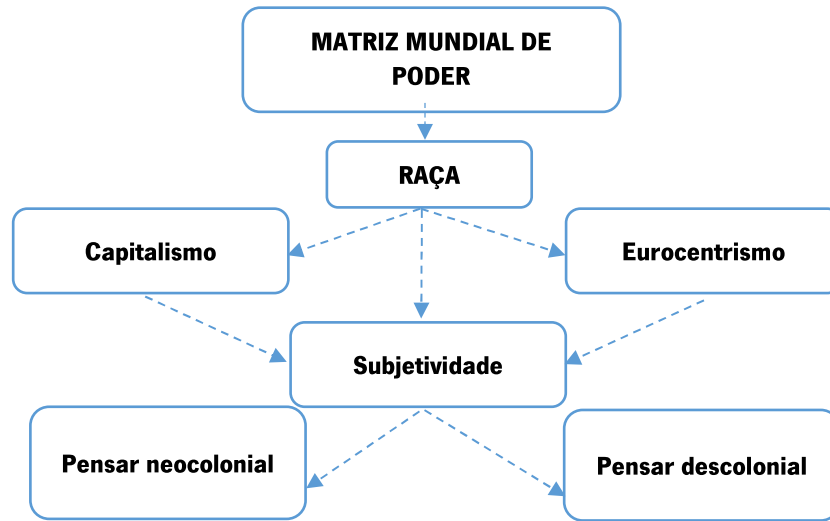 MATRIZ MUNDIAL DE
PODER
RAÇA
Capitalismo
Eurocentrismo
Subjetividade
Pensar neocolonial
Pensar descolonial